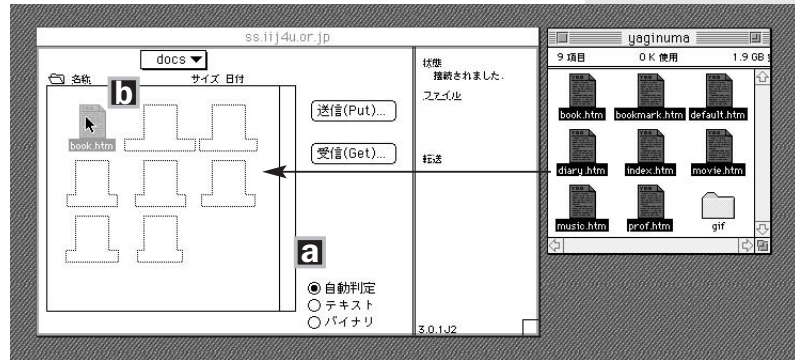 ss.iij4u.or.jp
docs
名称 サイズ 日付
b
book.htm
送信(Put)...
受信(Get)...
a
自動判定
テキスト
バイナリ
状態
接続されました.
ファイル
転送
3.0.1J2
yaginuma
9 項目 0 K 使用 1.9 GB
book.htm bookmark.htm default.htm
diary.htm index.htm movie.htm
music.htm prof.htm gif